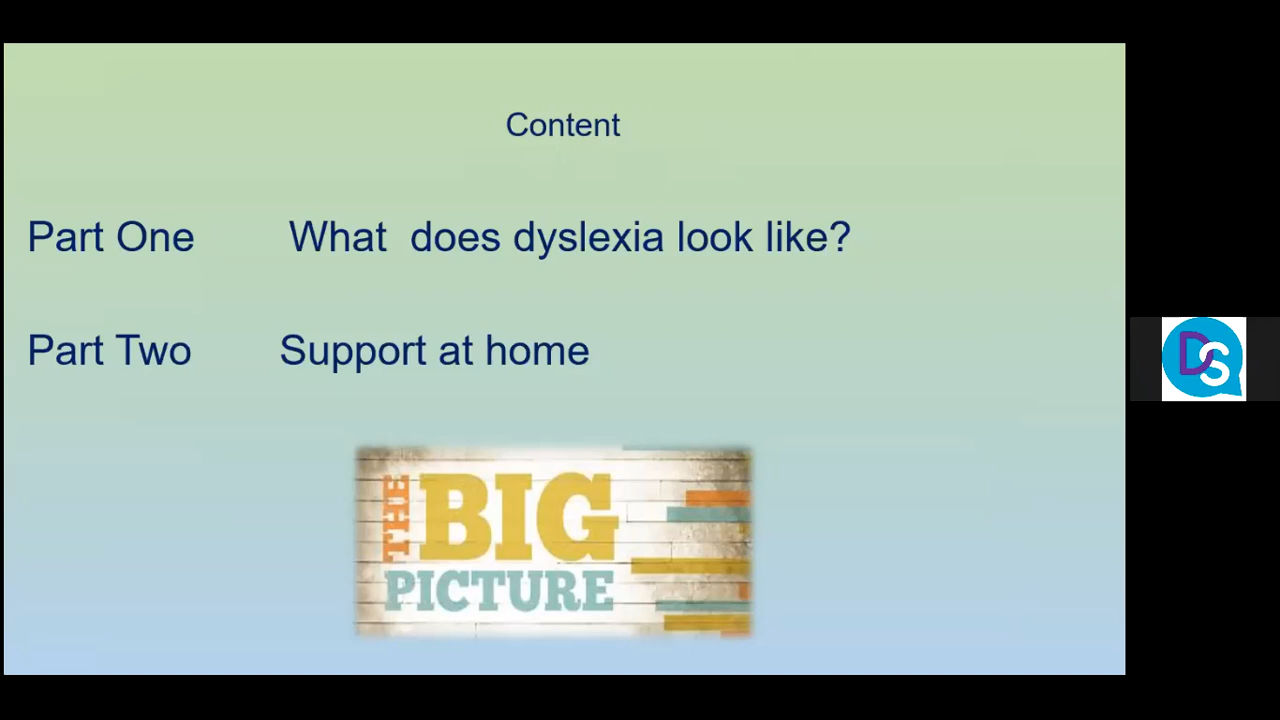 Content
Part One What does dyslexia look like?
Part Two Support at home
THE BIG
PICTURE
DS